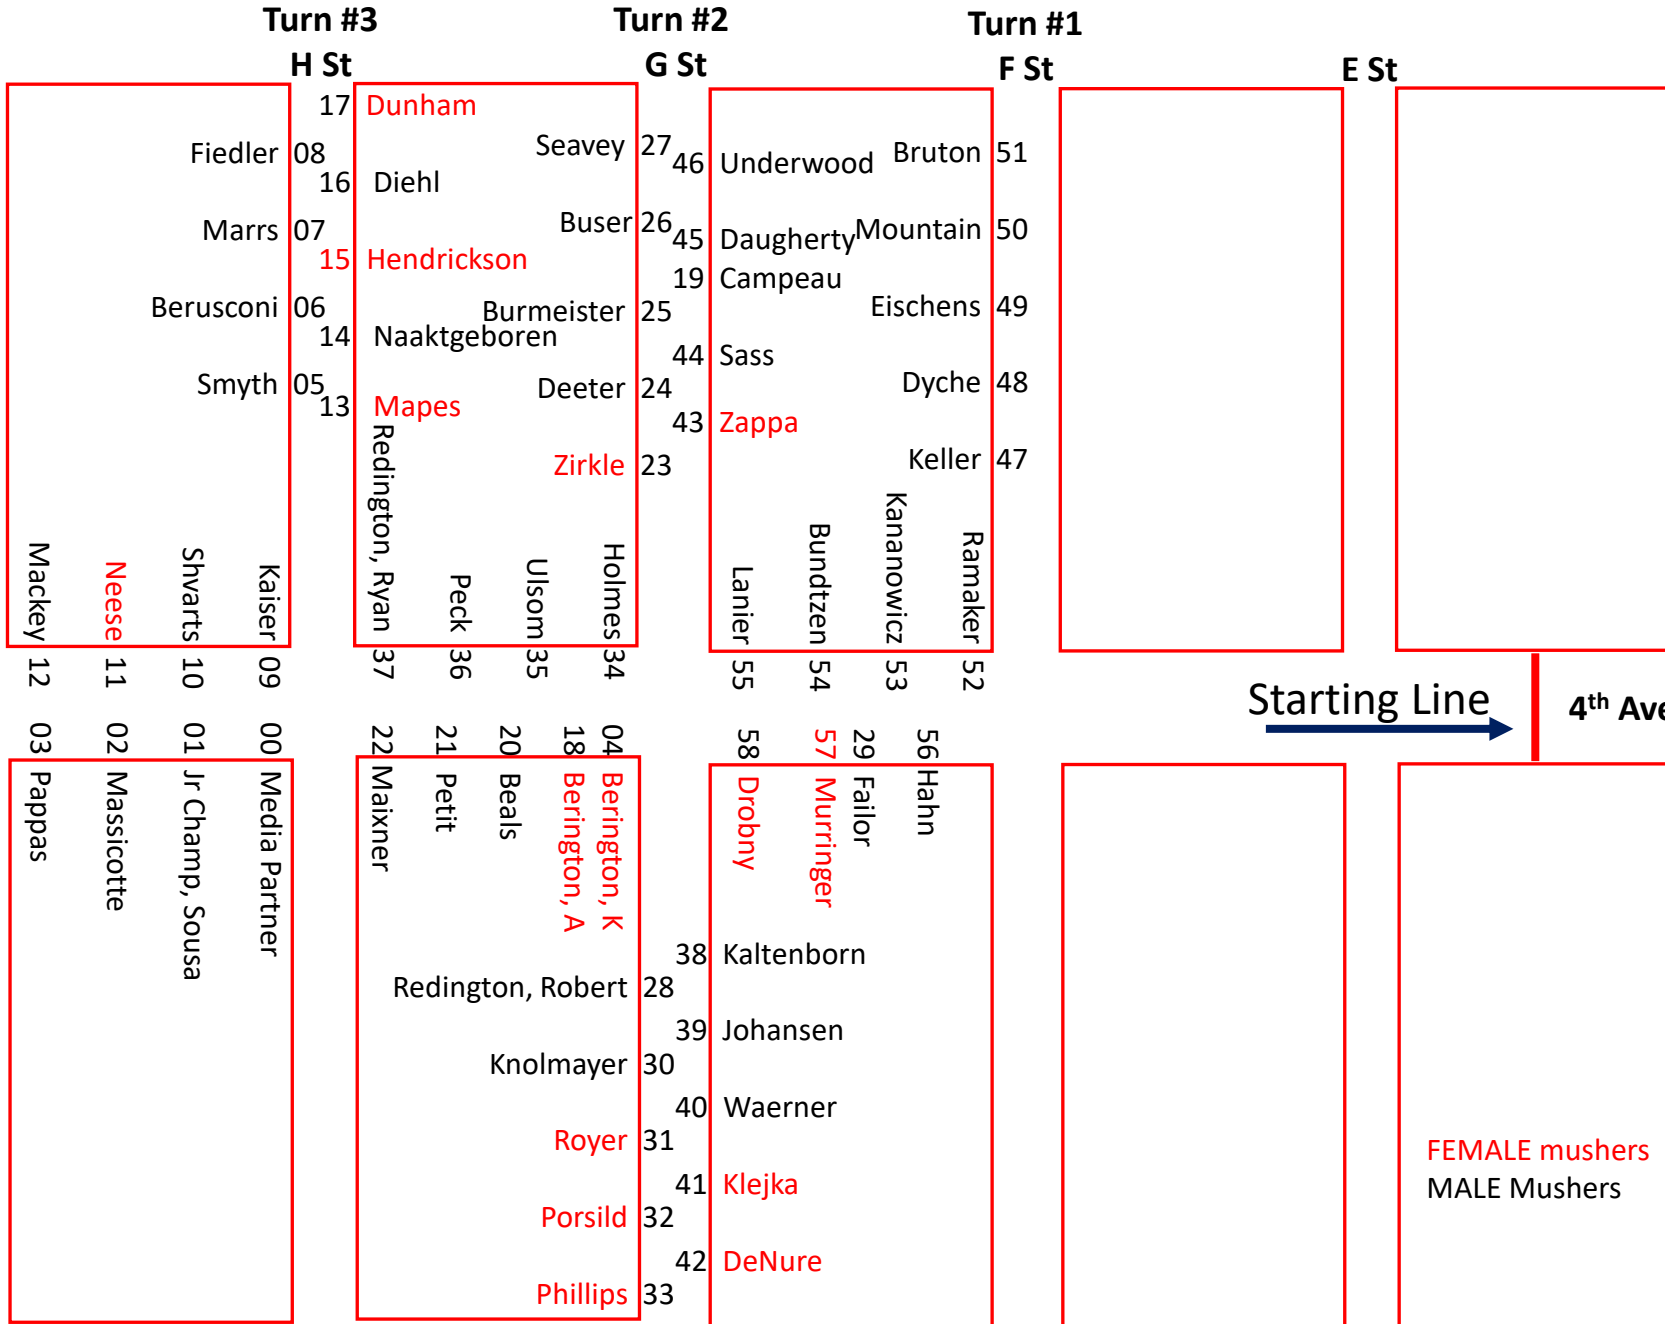 Turn #3
Turn #2
Turn #1
H St
G St
F St
E St
17 Dunham
Fiedler 08
16 Diehl
Marrs 07
15 Hendrickson
Berusconi 06
14 Naaktgeboren
Smyth 05
13 Mapes
Seavey 27
46 Underwood
Buser 26
45 Daugherty
19 Campeau
Burmeister 25
44 Sass
Deeter 24
43 Zappa
Zirkle 23
Bruton 51
Mountain 50
Eischens 49
Dyche 48
Keller 47
Mackey 12
Neese 11
Shvarts 10
Kaiser 09
Redington, Ryan 37
Peck 36
Ulsom 35
Holmes 34
Lanier 55
Bundtzen 54
Kananowicz 53
Ramaker 52
Starting Line
4th Ave
03 Pappas
02 Massicotte
01 Jr Champ, Sousa
00 Media Partner
22 Maixner
21 Petit
20 Beals
18 Berington, A
04 Berington, K
58 Drobny
57 Murringer
29 Failor
56 Hahn
38 Kaltenborn
Redington, Robert 28
39 Johansen
Knolmayer 30
40 Waerner
Royer 31
41 Klejka
Porsild 32
42 DeNure
Phillips 33
FEMALE mushers
MALE Mushers